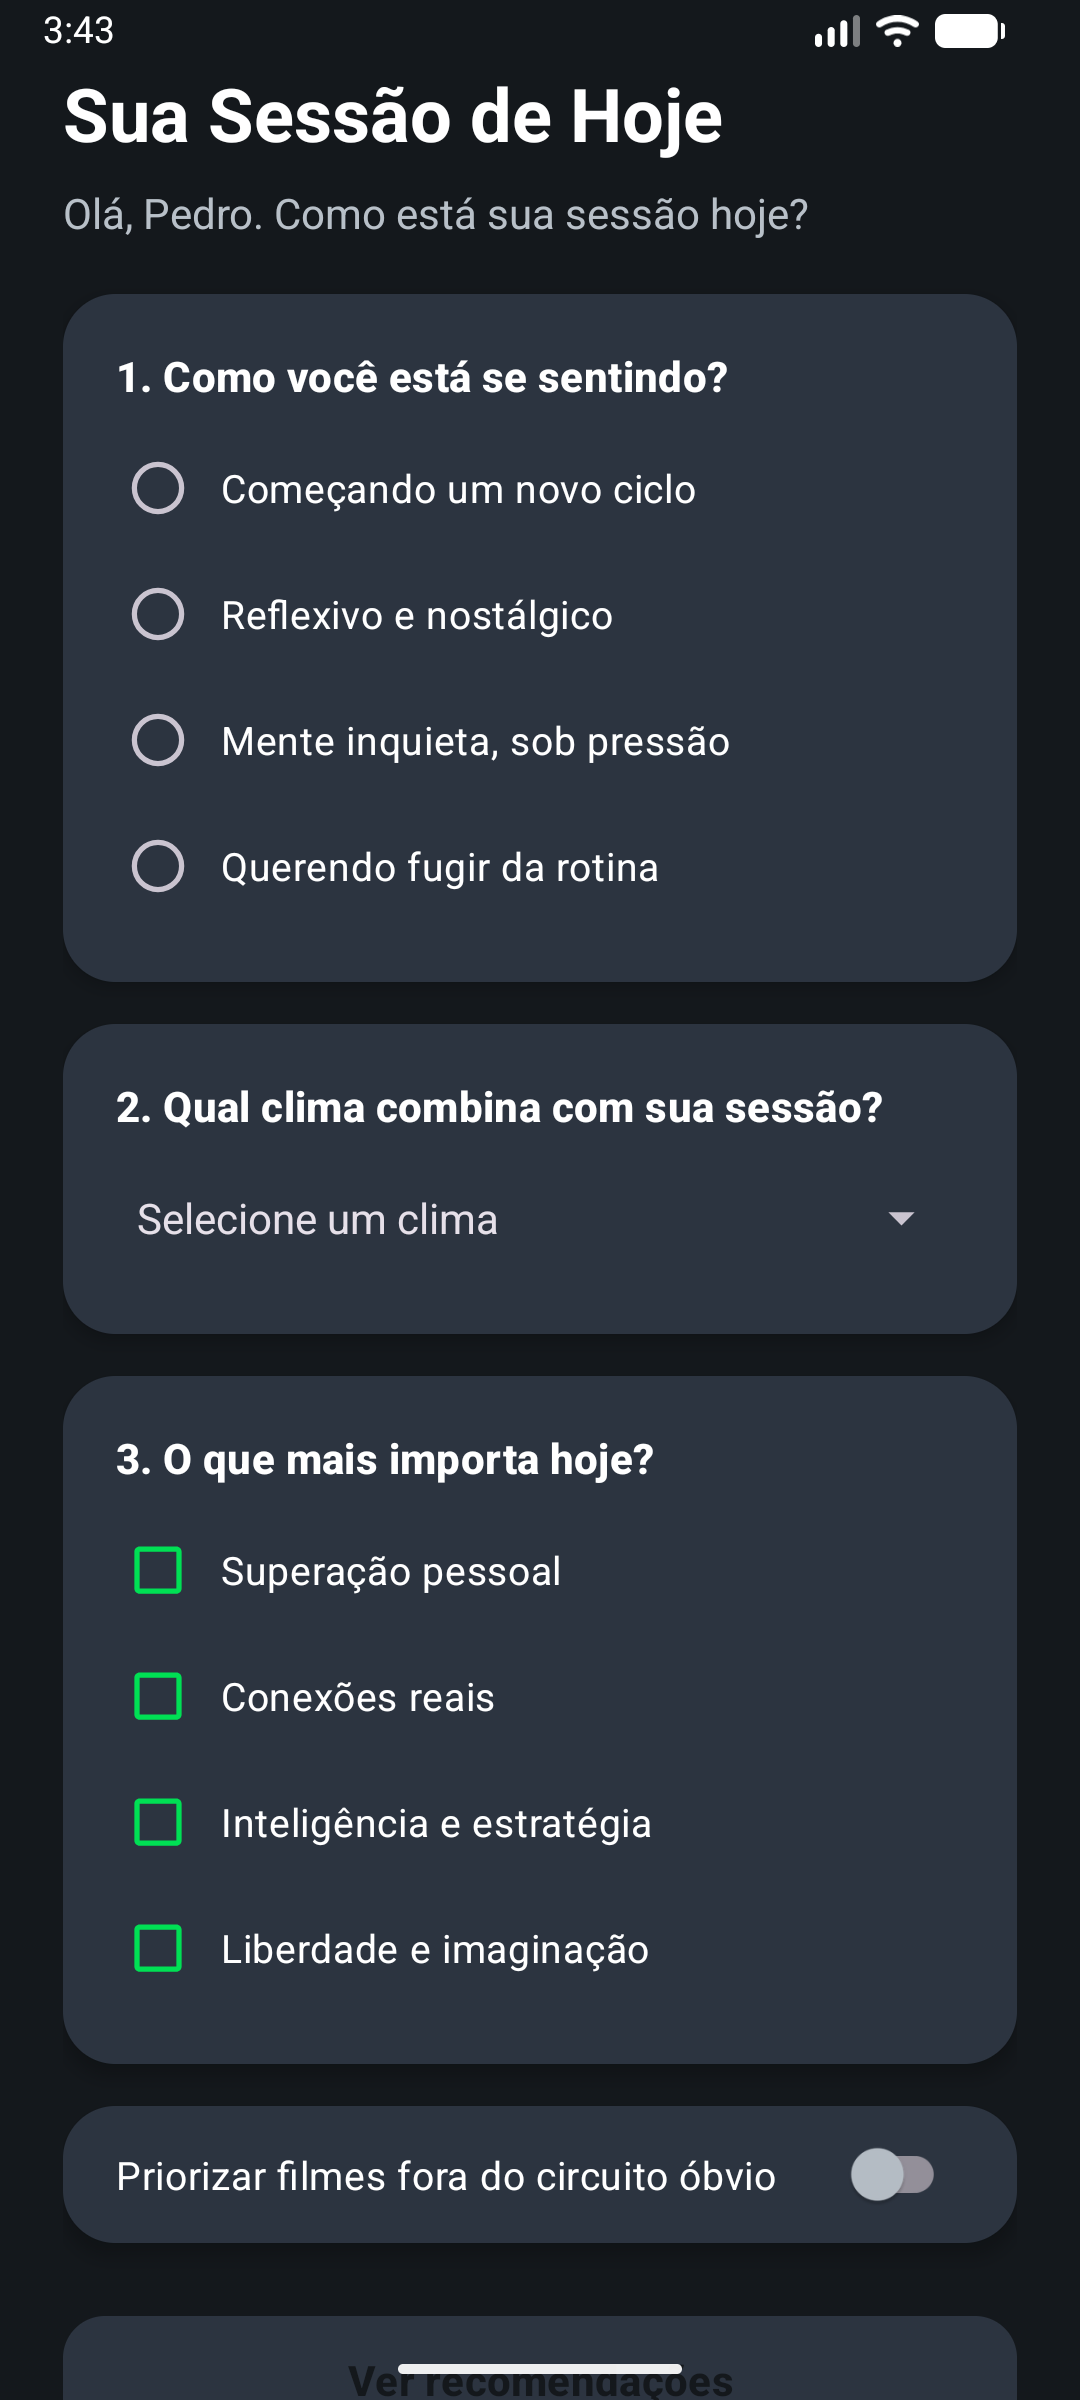 3:43
Sua Sessão de Hoje
Olá, Pedro. Como está sua sessão hoje?
1. Como você está se sentindo?
Começando um novo ciclo
Reflexivo e nostálgico
Mente inquieta, sob pressão
Querendo fugir da rotina
2. Qual clima combina com sua sessão?
Selecione um clima
3. O que mais importa hoje?
Superação pessoal
Conexões reais
Inteligência e estratégia
Liberdade e imaginação
Priorizar filmes fora do circuito óbvio
Ver recomendações